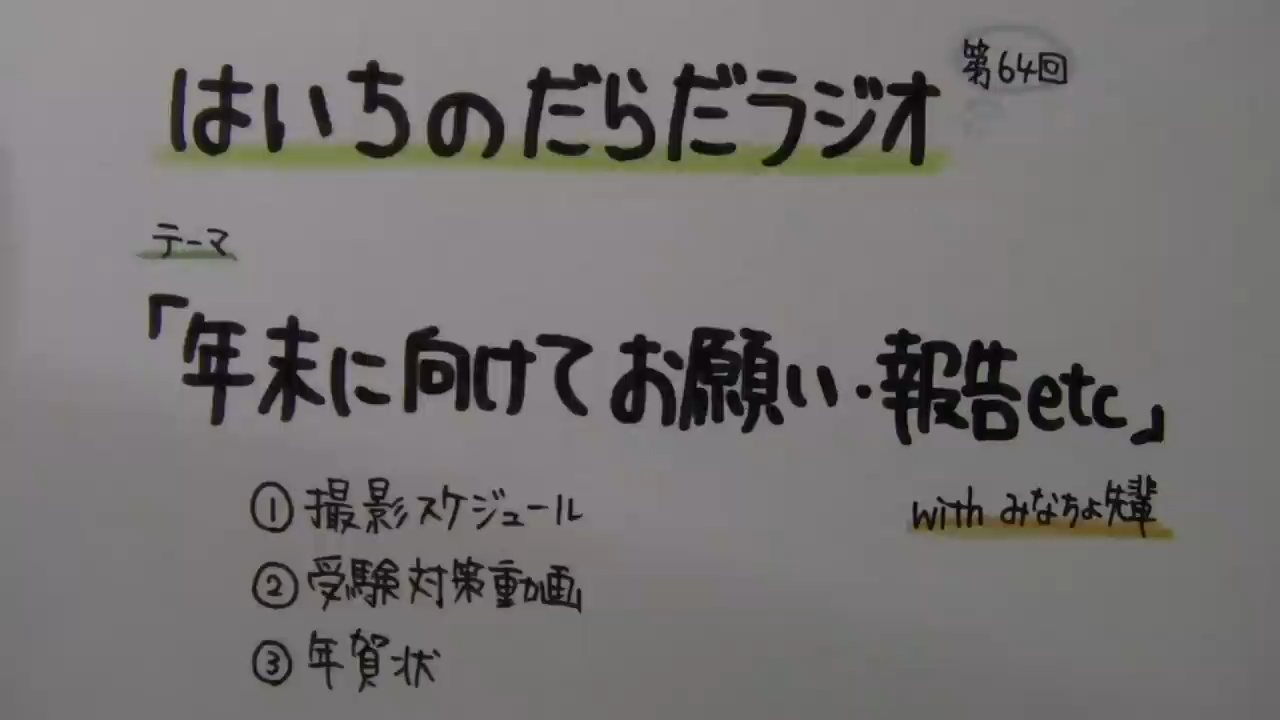 はいちのだらだラジオ 第64回
テーマ
「年末に向けてお願い・報告etc」
①撮影スケジュール
②受験対策動画
③年賀状
with みなちょ先輩